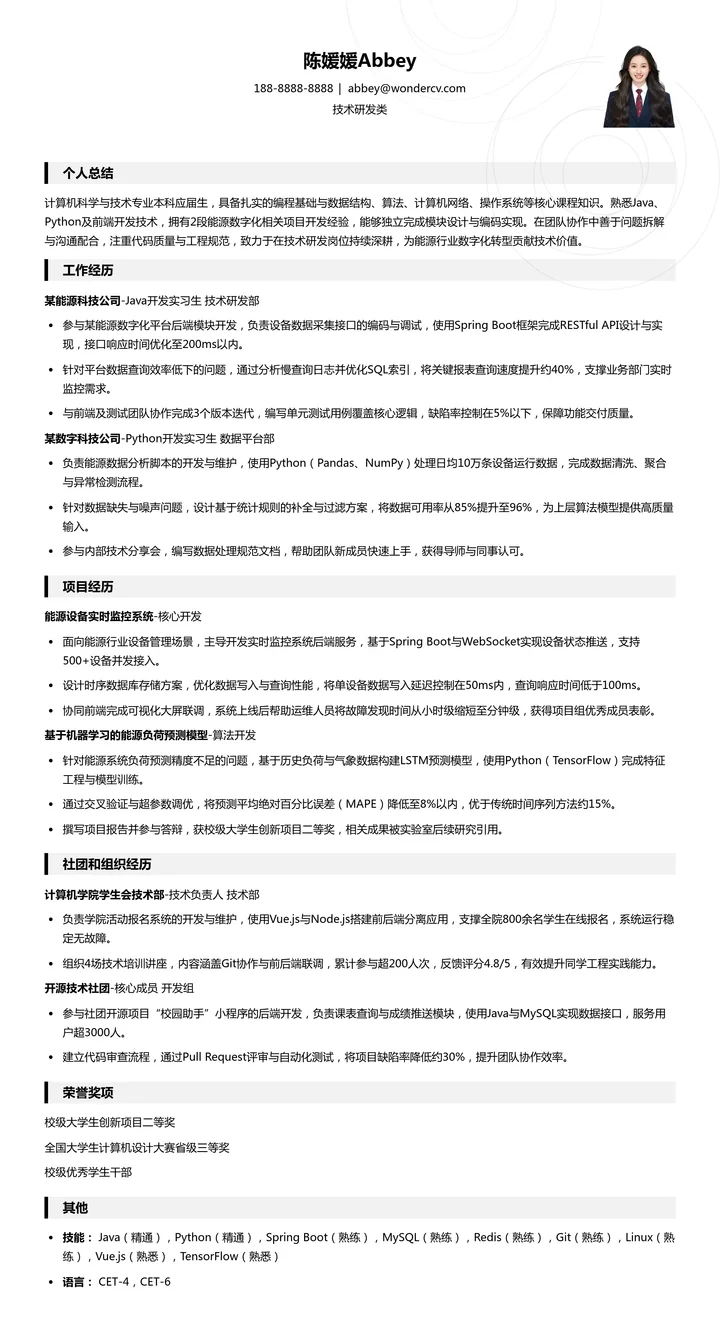 陈媛媛Abbey
188-8888-8888 | abbey@wondercv.com
技术研发类
个人总结
计算机科学与技术专业本科应届生，具备扎实的编程基础与数据结构、算法、计算机网络、操作系统等核心课程知识。熟悉Java、
Python及前端开发技术，拥有2段能源数字化相关项目开发经验，能够独立完成模块设计与编码实现。在团队协作中善于问题拆解
与沟通配合，注重代码质量与工程规范，致力于在技术研发岗位持续深耕，为能源行业数字化转型贡献技术价值。
工作经历
某能源科技公司-Java开发实习生 技术研发部
• 参与某能源数字化平台后端模块开发，负责设备数据采集接口的编码与调试，使用Spring Boot框架完成RESTful API设计与实
现，接口响应时间优化至200ms以内。
• 针对平台数据查询效率低下的问题，通过分析慢查询日志并优化SQL索引，将关键报表查询速度提升约40%，支撑业务部门实时
监控需求。
• 与前端及测试团队协作完成3个版本迭代，编写单元测试用例覆盖核心逻辑，缺陷率控制在5%以下，保障功能交付质量。
某数字科技公司-Python开发实习生 数据平台部
• 负责能源数据分析脚本的开发与维护，使用Python（Pandas、NumPy）处理日均10万条设备运行数据，完成数据清洗、聚合
与异常检测流程。
• 针对数据缺失与噪声问题，设计基于统计规则的补全与过滤方案，将数据可用率从85%提升至96%，为上层算法模型提供高质量
输入。
• 参与内部技术分享会，编写数据处理规范文档，帮助团队新成员快速上手，获得导师与同事认可。
项目经历
能源设备实时监控系统-核心开发
• 面向能源行业设备管理场景，主导开发实时监控系统后端服务，基于Spring Boot与WebSocket实现设备状态推送，支持
500+设备并发接入。
• 设计时序数据库存储方案，优化数据写入与查询性能，将单设备数据写入延迟控制在50ms内，查询响应时间低于100ms。
• 协同前端完成可视化大屏联调，系统上线后帮助运维人员将故障发现时间从小时级缩短至分钟级，获得项目组优秀成员表彰。
基于机器学习的能源负荷预测模型-算法开发
• 针对能源系统负荷预测精度不足的问题，基于历史负荷与气象数据构建LSTM预测模型，使用Python（TensorFlow）完成特征
工程与模型训练。
• 通过交叉验证与超参数调优，将预测平均绝对百分比误差（MAPE）降低至8%以内，优于传统时间序列方法约15%。
• 撰写项目报告并参与答辩，获校级大学生创新项目二等奖，相关成果被实验室后续研究引用。
社团和组织经历
计算机学院学生会技术部-技术负责人 技术部
• 负责学院活动报名系统的开发与维护，使用Vue.js与Node.js搭建前后端分离应用，支撑全院800余名学生在线报名，系统运行稳
定无故障。
• 组织4场技术培训讲座，内容涵盖Git协作与前后端联调，累计参与超200人次，反馈评分4.8/5，有效提升同学工程实践能力。
开源技术社团-核心成员 开发组
• 参与社团开源项目“校园助手”小程序的后端开发，负责课表查询与成绩推送模块，使用Java与MySQL实现数据接口，服务用
户超3000人。
• 建立代码审查流程，通过Pull Request评审与自动化测试，将项目缺陷率降低约30%，提升团队协作效率。
荣誉奖项
校级大学生创新项目二等奖
全国大学生计算机设计大赛省级三等奖
校级优秀学生干部
其他
• 技能： Java（精通），Python（精通），Spring Boot（熟练），MySQL（熟练），Redis（熟练），Git（熟练），Linux（熟
练），Vue.js（熟悉），TensorFlow（熟悉）
• 语言： CET-4，CET-6